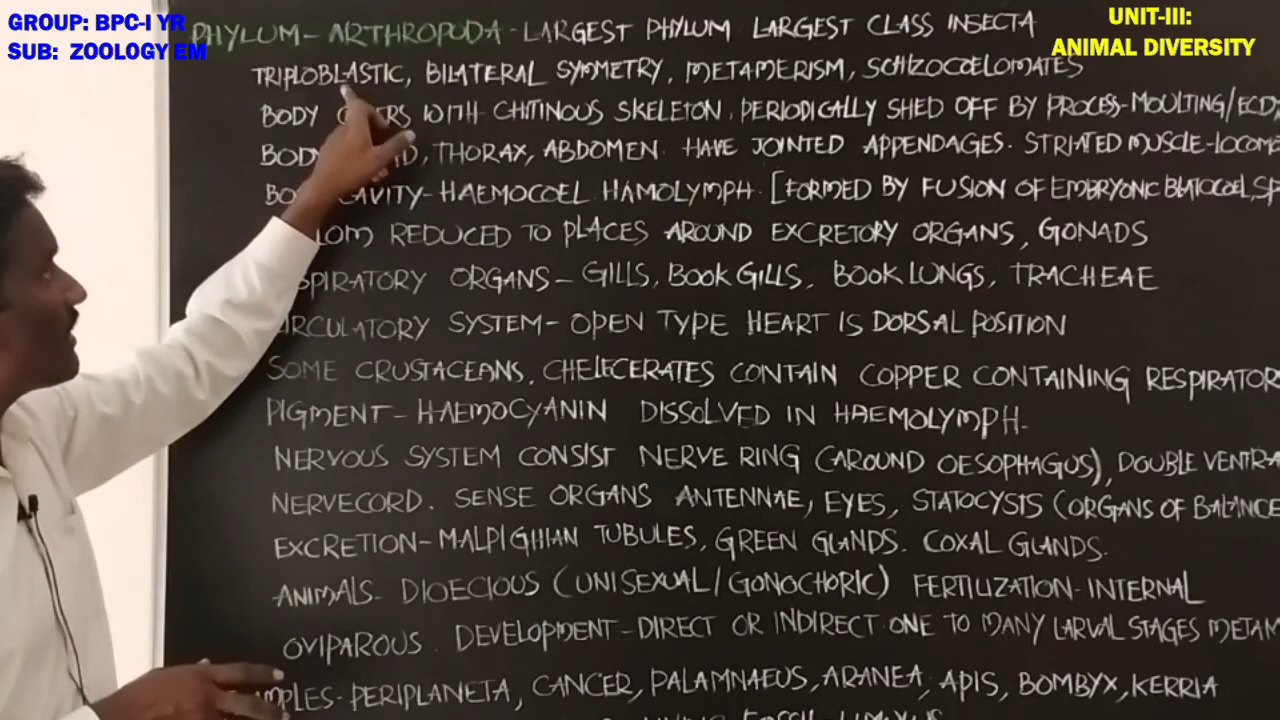 GROUP: BPC-I YR
SUB: ZOOLOGY EM
UNIT-III:
ANIMAL DIVERSITY
PHYLUM - ARTHROPODA - LARGEST PHYLUM LARGEST CLASS INSECTA
TRIPLOBLASTIC, BILATERAL SYMMETRY, METAMERISM, SCHIZOCOELOMATES
BODY WITH CHITINOUS SKELETON. PERIODICALLY SHED OFF BY PROCESS-MOULTING/
BODY THORAX, ABDOMEN. HAVE JOINTED APPENDAGES. STRIATED MUSCLE-
CAVITY-HAEMOCOEL HAMOLYMPH. [FORMED BY FUSION OF EMBRYONIC
REDUCED TO PLACES AROUND EXCRETORY ORGANS, GONADS
ORGANS- GILLS, BOOK GILLS, BOOK LUNGS, TRACHEAE
SYSTEM- OPEN TYPE HEART IS DORSAL POSITION
SOME CRUSTACEANS, CHELECERATES CONTAIN COPPER CONTAINING
PIGMENT- HAEMOCYANIN DISSOLVED IN HAEMOLYMPH-
NERVOUS SYSTEM CONSIST NERVE RING (AROUND OESOPHAGUS), DOUBLE
NERVECORD. SENSE ORGANS ANTENNAE, EYES, STATOCYSTS (ORGANS OF BALANCE
EXCRETION- MALPIGHIAN TUBULES, GREEN GLANDS. COXAL GLANDS.
ANIMALS- DIOECIOUS (UNISEXUAL/GONOCHORIC) FERTILIZATION-INTERNAL
OVIPAROUS. DEVELOPMENT-DIRECT OR INDIRECT ONE TO MANY LARVAL STAGES
PERIPLANETA, CANCER, PALAMNAEUS, ARANEA, APIS, BOMBYX, KERRIA